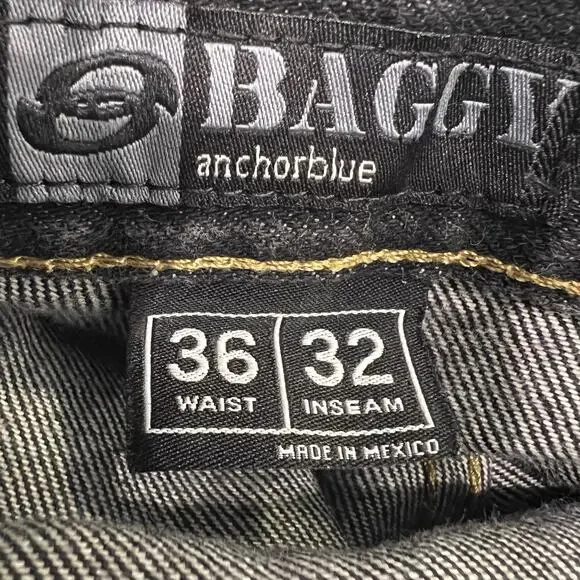 BAGGY
anchorblue
36 32
WAIST INSEAM
MADE IN MEXICO